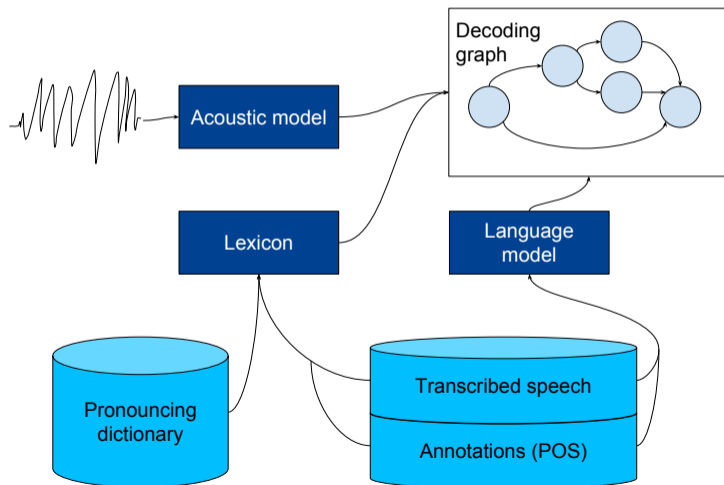 Decoding
graph
Acoustic model
Lexicon
Language
model
Pronouncing
dictionary
Transcribed speech
Annotations (POS)